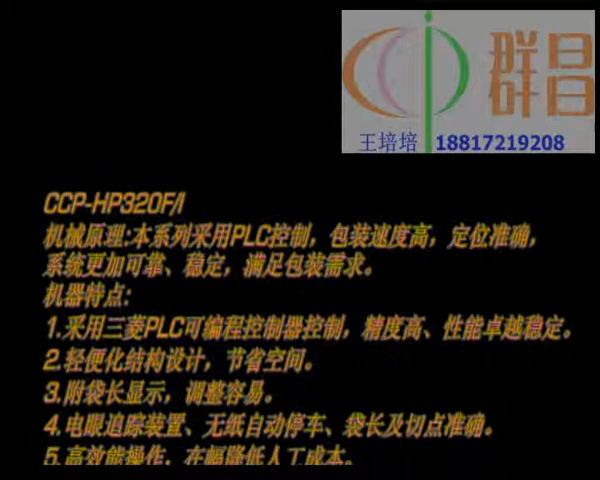 群昌
王培培 18817219208
CCP-HP320F/I
机械原理:本系列采用PLC控制，包装速度高，定位准确，
系统更加可靠、稳定，满足包装需求。
机器特点:
1.采用三菱PLC可编程控制器控制，精度高、性能卓越稳定。
2.轻便化结构设计，节省空间。
3.附袋长显示，调整容易。
4.电眼追踪装置、无纸自动停车、袋长及切点准确。
5.高效能操作，在幅降低人工成本。